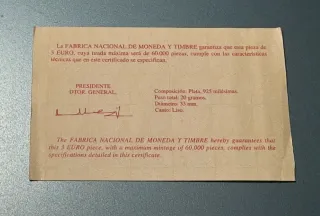 La FABRICA NACIONAL DE MONEDA Y TIMBRE garantiza que esta pieza de
5 EURO, cuya tirada máxima será de 60.000 piezas, cumple con las características
técnicas que en este certificado se especifican.
PRESIDENTE
DTOR. GENERAL,
Composición: Plata, 925 milésimas.
Peso total: 20 gramos.
Diámetro: 33 mm.
Canto: Liso.
The FABRICA NACIONAL DE MONEDA Y TIMBRE hereby guarantees that
this 5 EURO piece, with a maximum mintage of 60.000 pieces, complies with the
specifications detailed in this certificate.